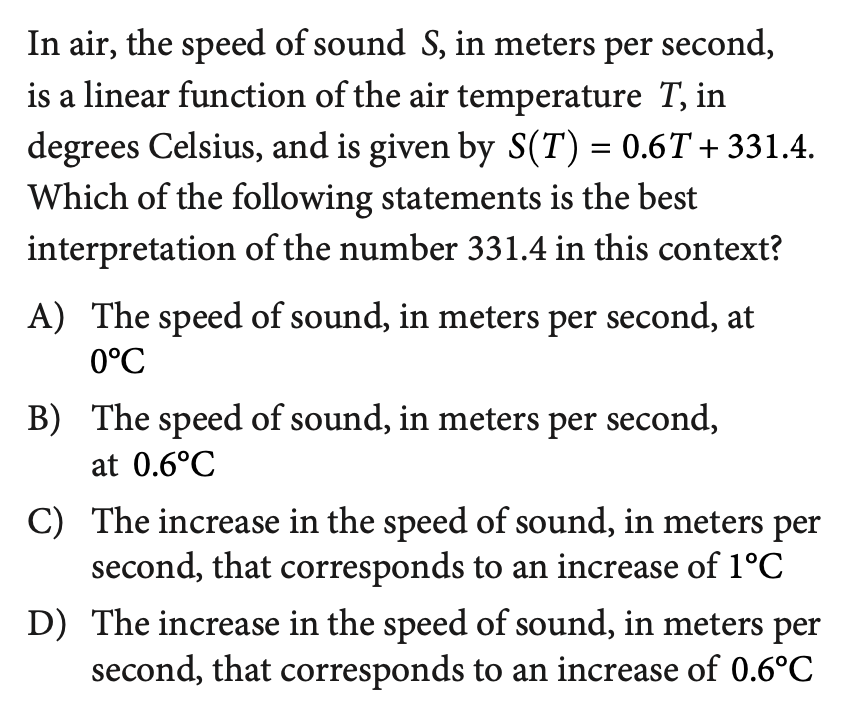 In air, the speed of sound S, in meters per second,
is a linear function of the air temperature T, in
degrees Celsius, and is given by S(T) = 0.6T + 331.4.
Which of the following statements is the best
interpretation of the number 331.4 in this context?
A) The speed of sound, in meters per second, at
0°C
B) The speed of sound, in meters per second,
at 0.6°C
C) The increase in the speed of sound, in meters per
second, that corresponds to an increase of 1°C
D) The increase in the speed of sound, in meters per
second, that corresponds to an increase of 0.6°C